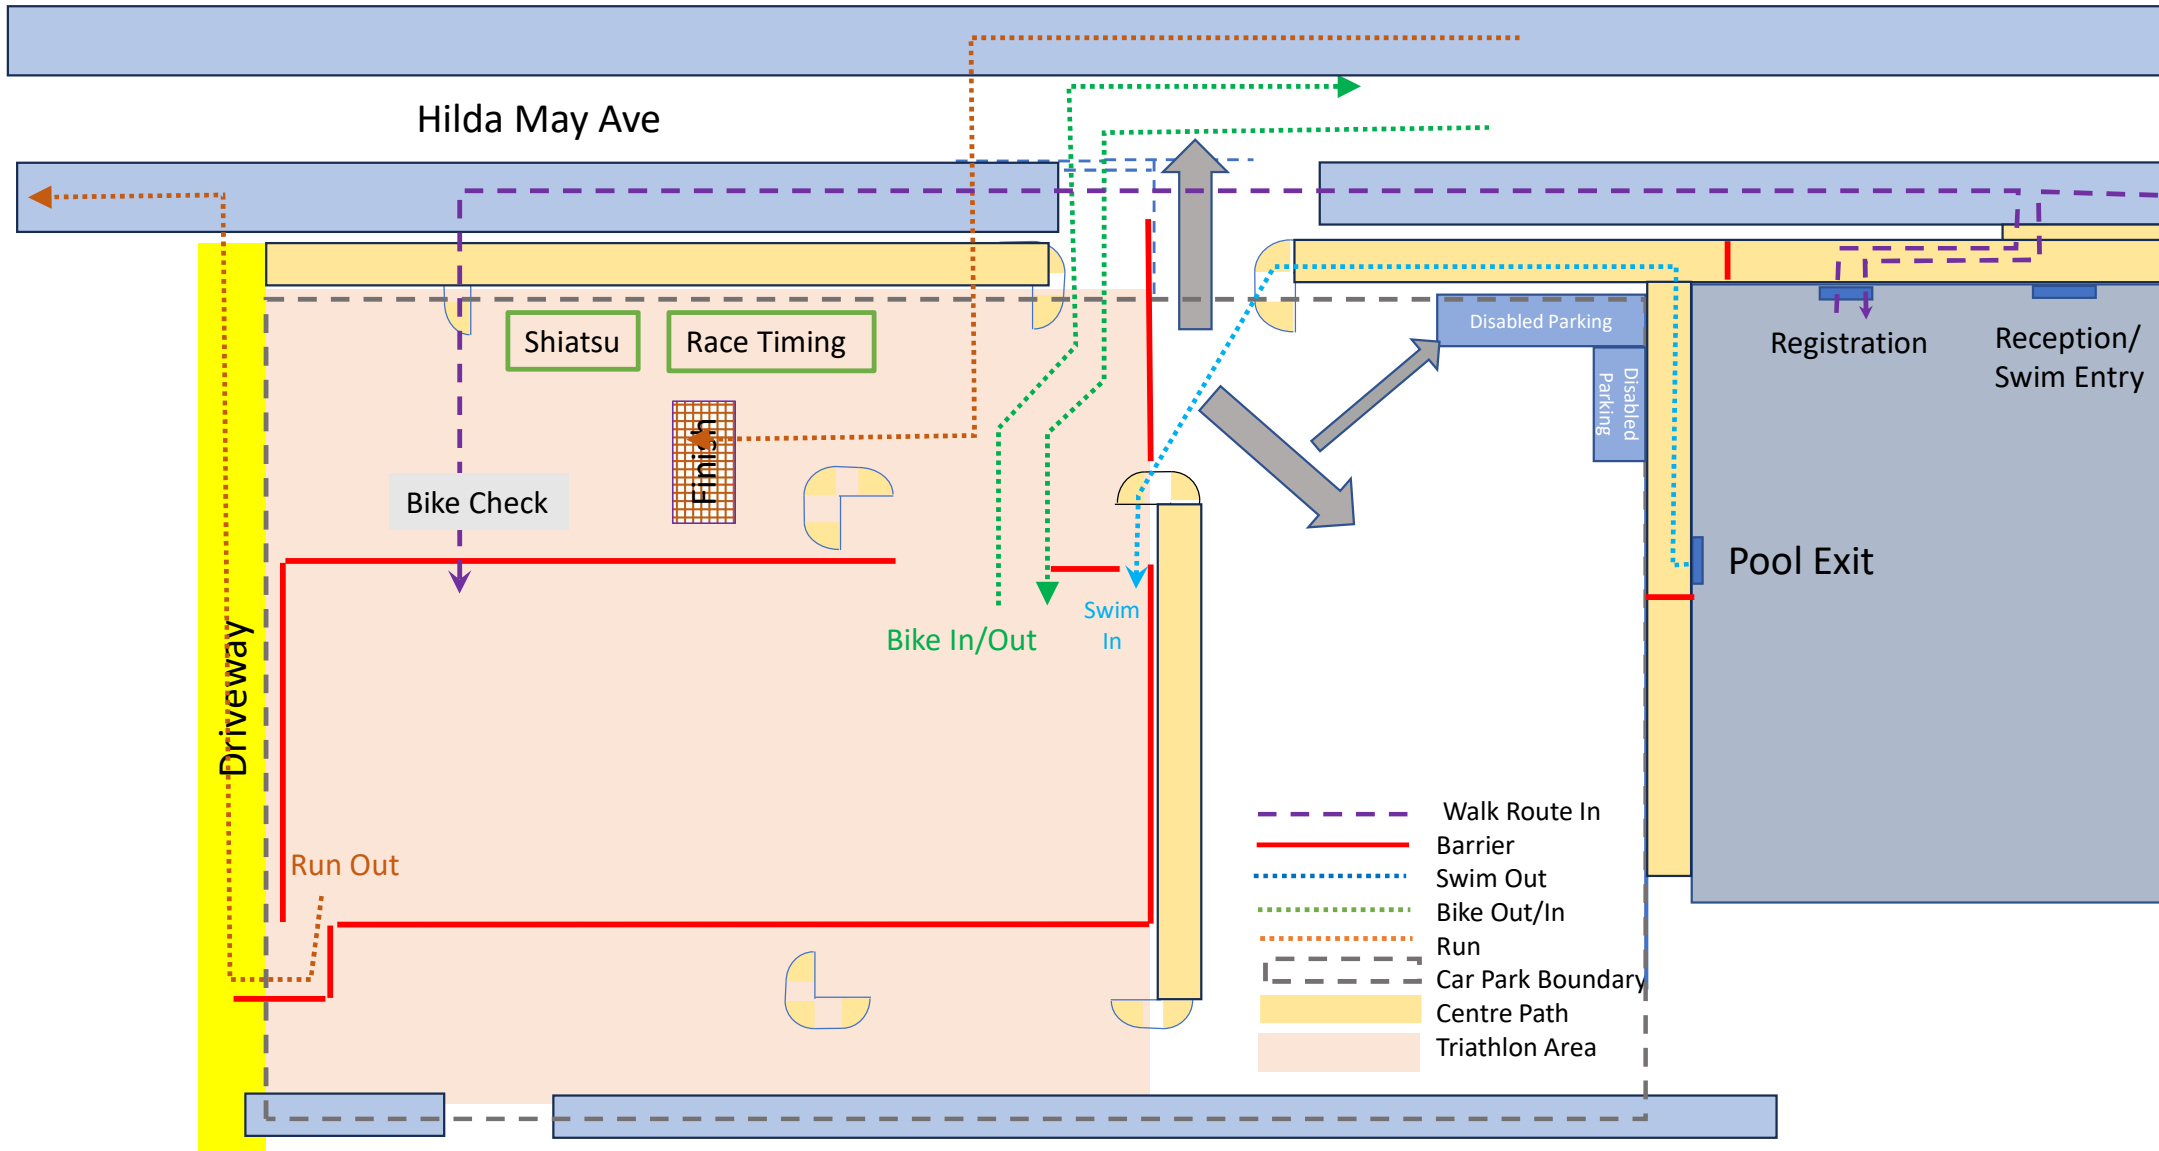 Hilda May Ave
Shiatsu
Race Timing
Disabled Parking
Disabled
Parking
Registration
Reception/
Swim Entry
Finish
Bike Check
Pool Exit
Swim
In
Bike In/Out
Driveway
Run Out
Walk Route In
Barrier
Swim Out
Bike Out/In
Run
Car Park Boundary
Centre Path
Triathlon Area